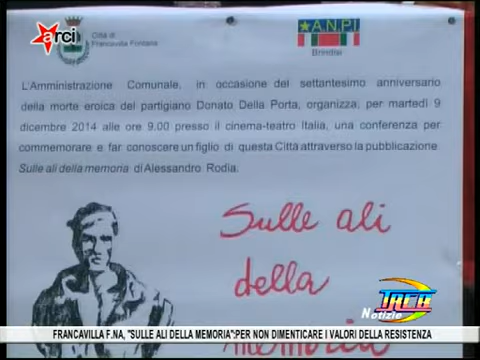 arci
Città di
Francavilla Fontana
A.N.P.I
Brindisi
L'Amministrazione Comunale, in occasione del settantesimo anniversario
della morte eroica del partigiano Donato Della Porta, organizza, per martedì 9
dicembre 2014 alle ore 9,00 presso il cinema-teatro Italia, una conferenza per
commemorare e far conoscere un figlio di questa Città attraverso la pubblicazione
Sulle ali della memoria di Alessandro Rodia.
Sulle ali
della
memoria
TRCB
Notizie
FRANCAVILLA F.NA, "SULLE ALI DELLA MEMORIA":PER NON DIMENTICARE I VALORI DELLA RESISTENZA